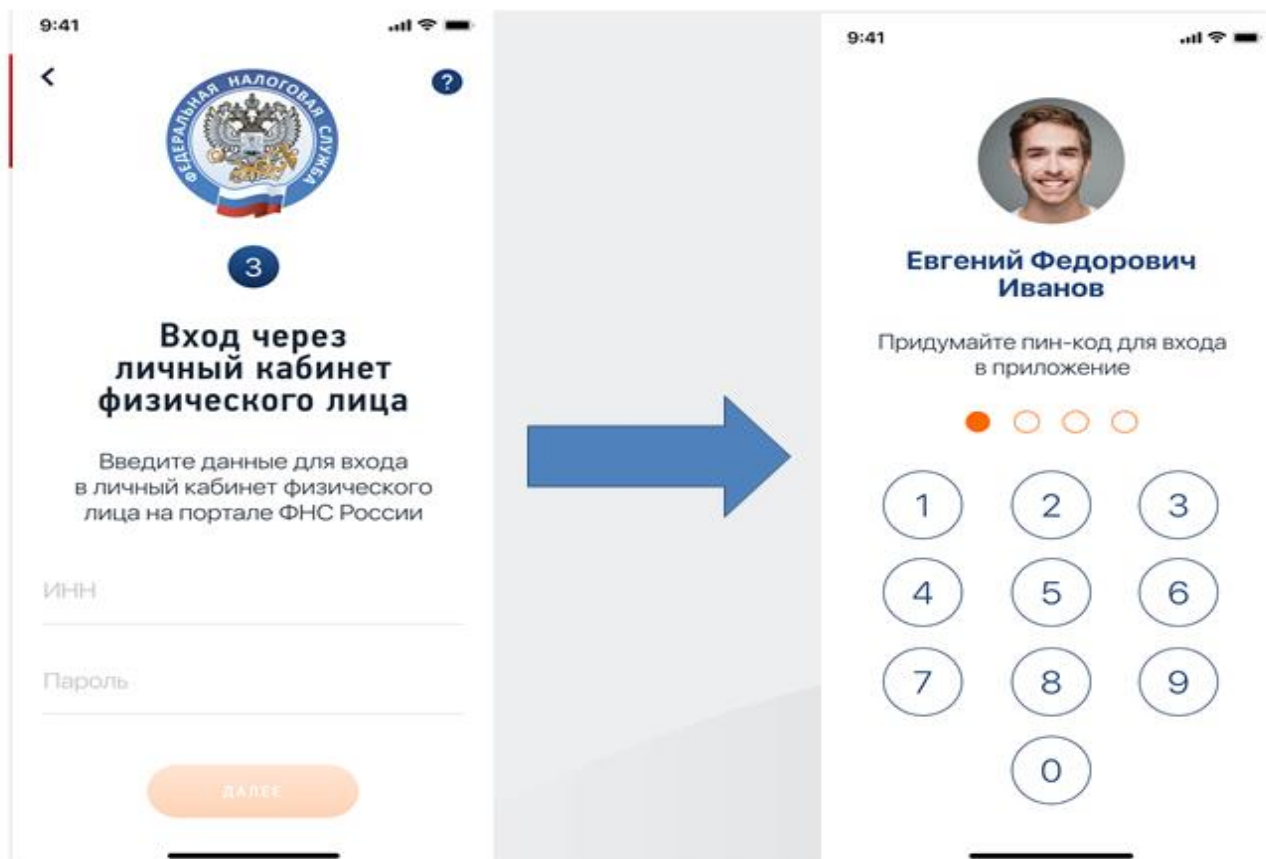 9:41
ФЕДЕРАЛЬНАЯ НАЛОГОВАЯ СЛУЖБА
?
3
Вход через
личный кабинет
физического лица
Введите данные для входа
в личный кабинет физического
лица на портале ФНС России
ИНН
Пароль
ДАЛЕЕ
9:41
Евгений Федорович
Иванов
Придумайте пин-код для входа
в приложение
1 2 3
4 5 6
7 8 9
0